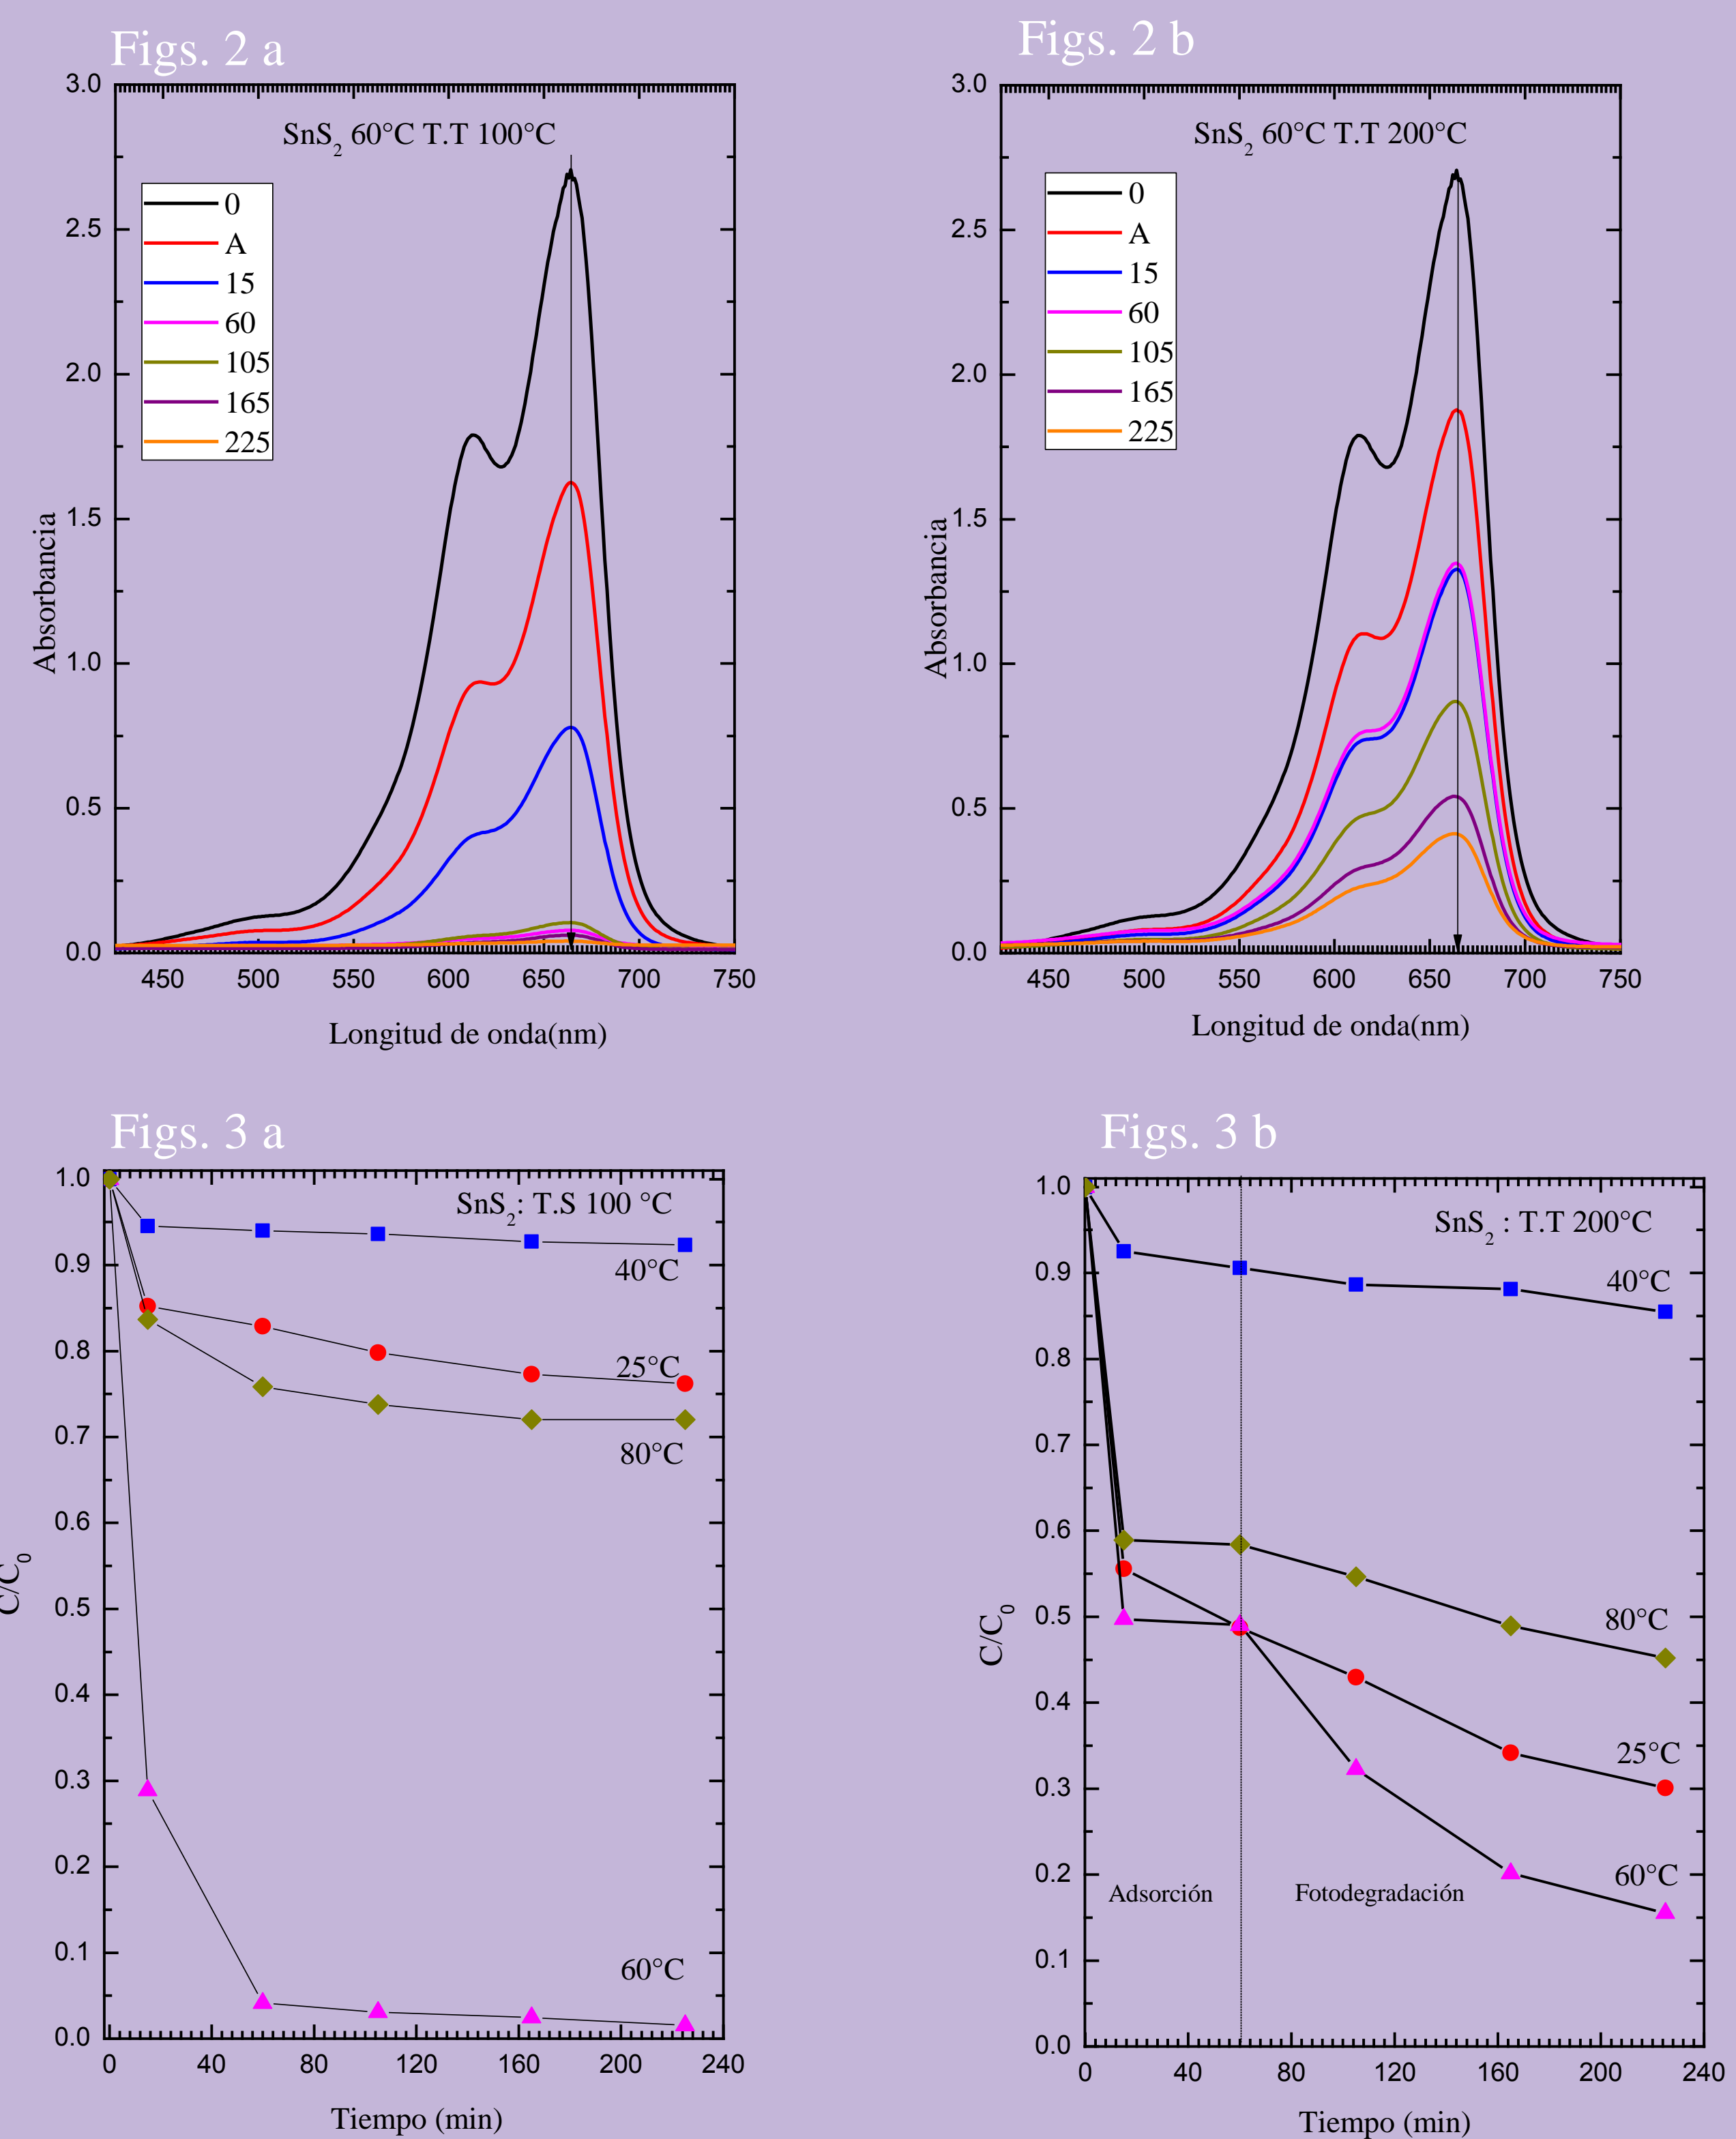 Figs. 2 a
SnS2 60°C T.T 100°C
0
A
15
60
105
165
225
3.0
2.5
2.0
1.5
1.0
0.5
0.0
Absorbancia
450 500 550 600 650 700 750
Longitud de onda(nm)
Figs. 2 b
SnS2 60°C T.T 200°C
0
A
15
60
105
165
225
3.0
2.5
2.0
1.5
1.0
0.5
0.0
Absorbancia
450 500 550 600 650 700 750
Longitud de onda(nm)
Figs. 3 a
SnS2: T.S 100 °C
40°C
25°C
80°C
60°C
1.0
0.9
0.8
0.7
0.6
0.5
0.4
0.3
0.2
0.1
0.0
C/C0
0 40 80 120 160 200 240
Tiempo (min)
Figs. 3 b
SnS2 : T.T 200°C
40°C
80°C
25°C
60°C
Adsorción Fotodegradación
1.0
0.9
0.8
0.7
0.6
0.5
0.4
0.3
0.2
0.1
0.0
C/C0
0 40 80 120 160 200 240
Tiempo (min)